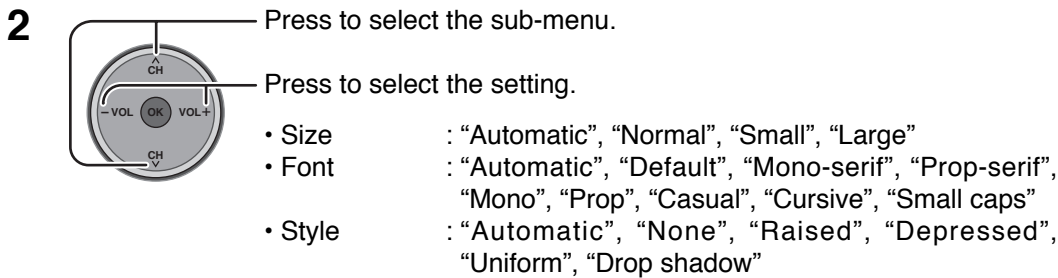 2
Press to select the sub-menu.
CH
Press to select the setting.
– VOL OK VOL +
CH
• Size : “Automatic”, “Normal”, “Small”, “Large”
• Font : “Automatic”, “Default”, “Mono-serif”, “Prop-serif”,
“Mono”, “Prop”, “Casual”, “Cursive”, “Small caps”
• Style : “Automatic”, “None”, “Raised”, “Depressed”,
“Uniform”, “Drop shadow”